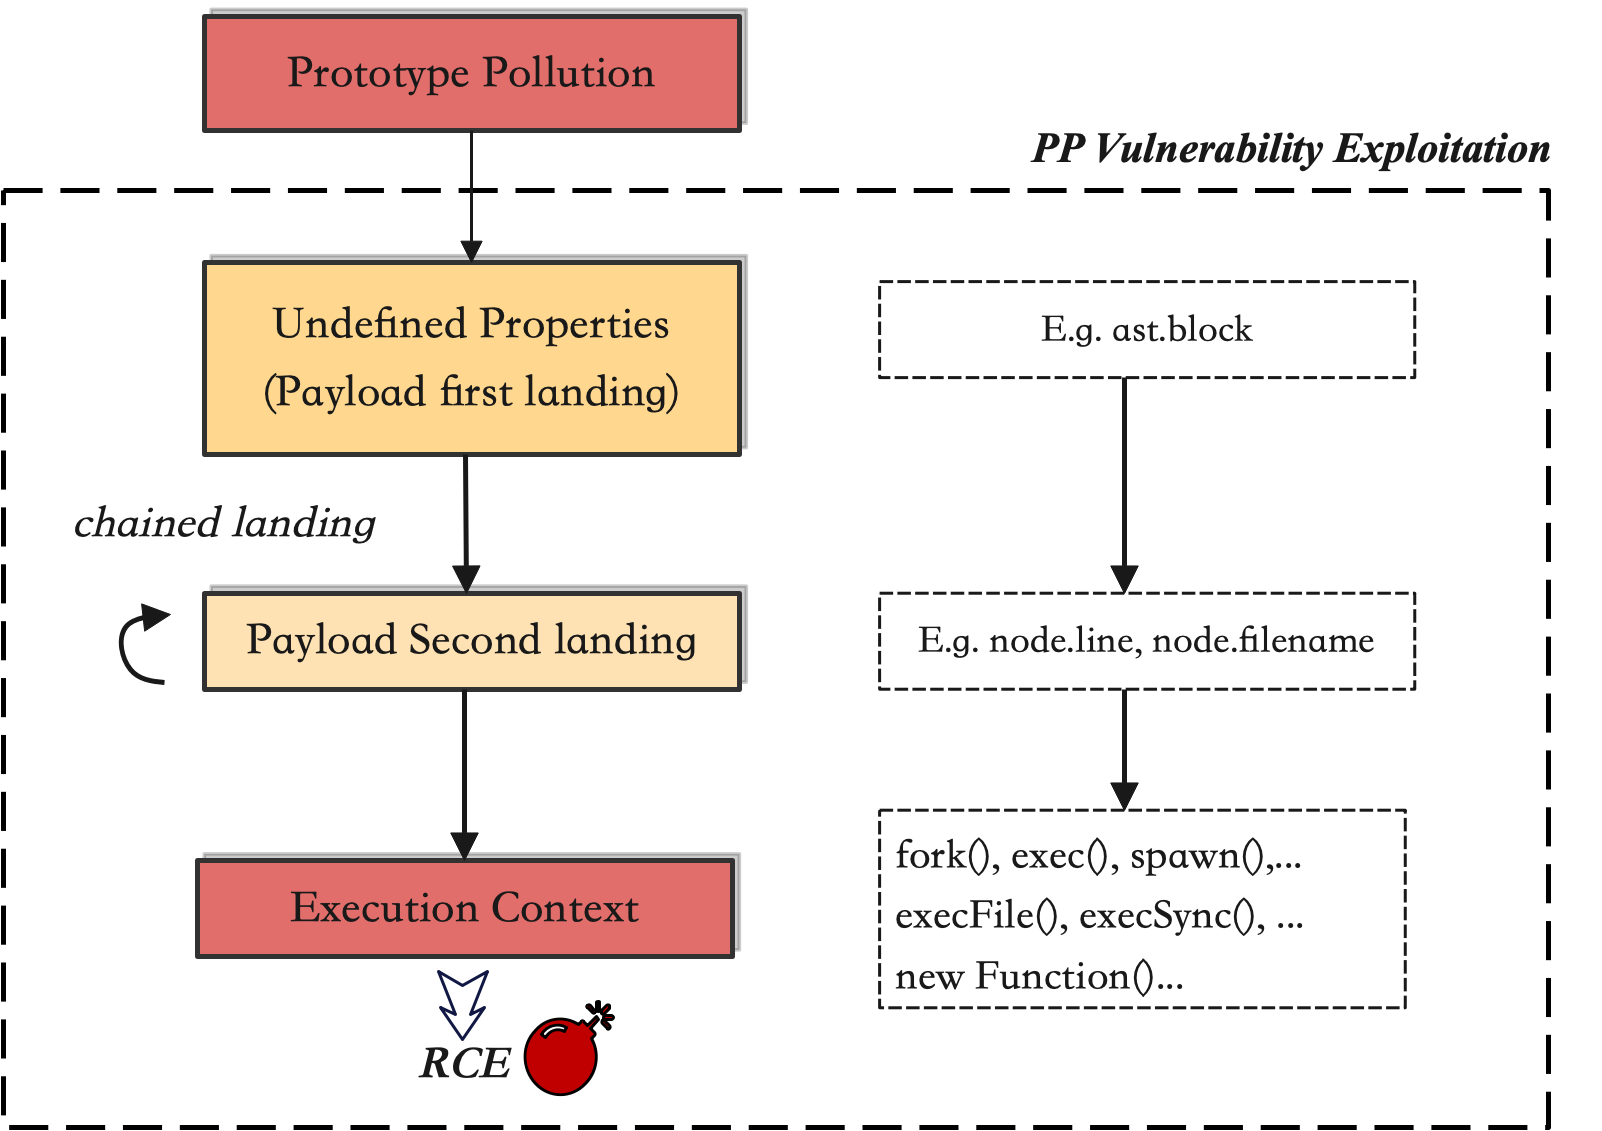 Prototype Pollution
PP Vulnerability Exploitation
Undefined Properties
(Payload first landing)
E.g. ast.block
chained landing
Payload Second landing
E.g. node.line, node.filename
Execution Context
fork(), exec(), spawn(),...
execFile(), execSync(), ...
new Function()...
RCE